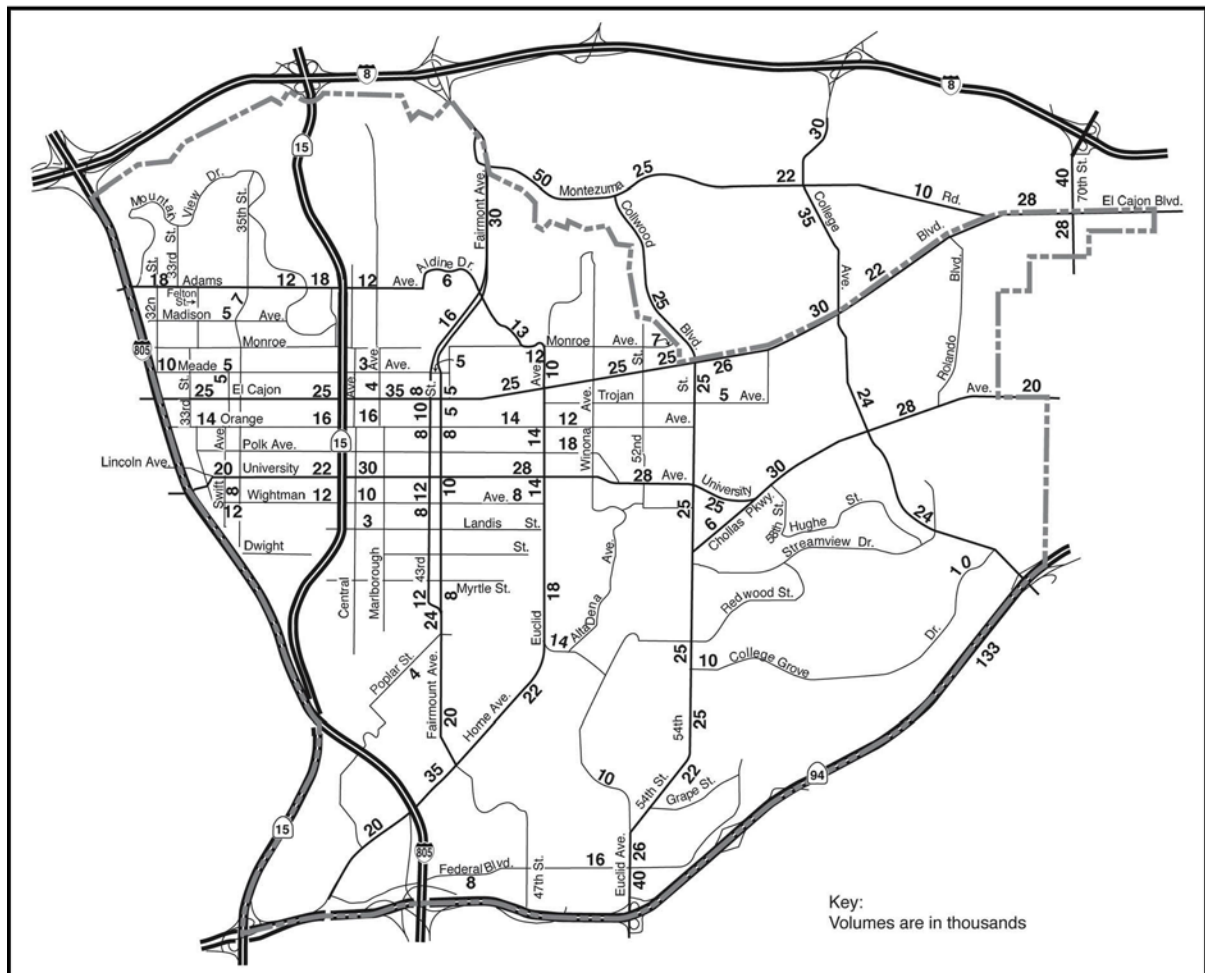 8
8
15
30
50
Montezuma
25
22
10
Rd.
40
70th St.
28
El Cajon Blvd.
28
Mountain
View Dr.
35th St.
33rd St.
St.
32n
Fairmont Ave.
30
Collwood
25
Blvd.
College
35
Ave.
Blvd.
22
30
Aldine Dr.
6
18
Adams
12
18
12
Ave.
Felton
St.→
7
Madison
5
Ave.
16
13
Monroe
12
Monroe
Ave.
7
St.
805
10
Meade
5
3
Ave
Ave.
5
10
Ave.
25
25
26
5
33rd St.
25
El Cajon
25
Ave
4
35
8
St.
5
25
Trojan
St.
25
5
Ave.
Rolando
Blvd.
Ave.
20
14
Orange
16
16
10
5
14
12
Ave.
24
28
15
8
8
14
Ave
Polk Ave.
18
Winona
52nd
Lincoln Ave.
20
University
22
30
28
28
Ave.
University
30
Swift
8
12
Wightman
12
10
12
8
10
Ave.
8
14
25
25
6
Chollas Pkwy.
58th St.
3
Landis
St.
Hughe
St.
24
Streamview Dr.
Dwight
St.
Ave.
10
Central
Marlborough
43rd
12
24
8
Myrtle St.
18
Euclid
AltaDena
14
Redwood St.
25
10
College Grove
Dr.
133
Poplar St.
4
Fairmount Ave.
20
Home Ave.
22
54th
25
35
20
10
54th St.
22
Grape St.
94
15
805
Federal Blvd.
8
47th St.
16
Euclid Ave.
26
40
Key:
Volumes are in thousands